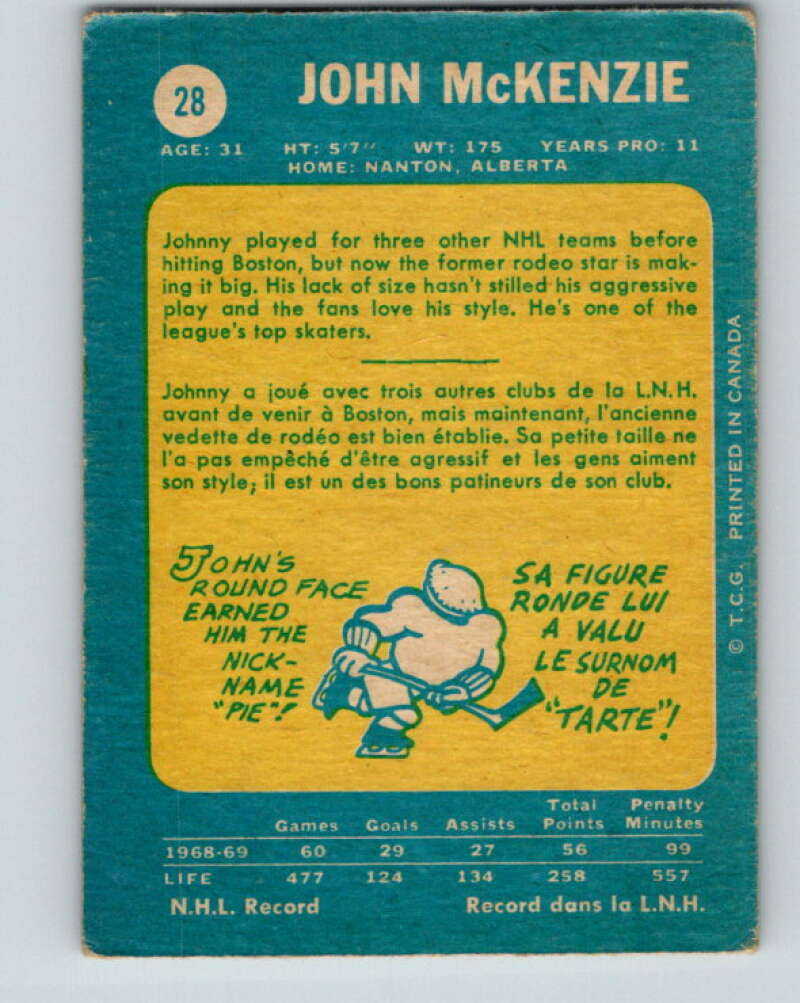 28
JOHN McKENZIE
AGE: 31 HT: 5'7" WT: 175 YEARS PRO: 11
HOME: NANTON, ALBERTA
Johnny played for three other NHL teams before
hitting Boston, but now the former rodeo star is mak-
ing it big. His lack of size hasn't stilled his aggressive
play and the fans love his style. He's one of the
league's top skaters.
Johnny a joué avec trois autres clubs de la L.N.H.
avant de venir à Boston, mais maintenant, l'ancienne
vedette de rodéo est bien établie. Sa petite taille ne
l'a pas empêché d'être agressif et les gens aiment
son style; il est un des bons patineurs de son club.
JOHN'S
ROUND FACE
EARNED
HIM THE
NICK-
NAME
"PIE"!
SA FIGURE
RONDE LUI
A VALU
LE SURNOM
DE
"TARTE"!
© T.C.G. PRINTED IN CANADA
Games Goals Assists Total Points Penalty Minutes
1968-69 60 29 27 56 99
LIFE 477 124 134 258 557
N.H.L. Record Record dans la L.N.H.